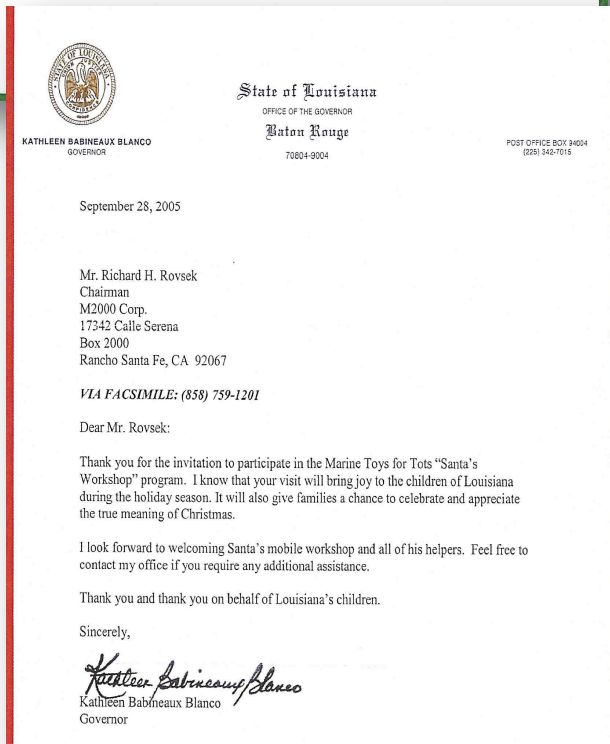 STATE OF LOUISIANA
UNION JUSTICE
CONFIDENCE
State of Louisiana
OFFICE OF THE GOVERNOR
Baton Rouge
70804-9004
KATHLEEN BABINEAUX BLANCO
GOVERNOR
POST OFFICE BOX 94004
(225) 342-7015
September 28, 2005
Mr. Richard H. Rovsek
Chairman
M2000 Corp.
17342 Calle Serena
Box 2000
Rancho Santa Fe, CA 92067
VIA FACSIMILE: (858) 759-1201
Dear Mr. Rovsek:
Thank you for the invitation to participate in the Marine Toys for Tots “Santa’s
Workshop” program. I know that your visit will bring joy to the children of Louisiana
during the holiday season. It will also give families a chance to celebrate and appreciate
the true meaning of Christmas.
I look forward to welcoming Santa’s mobile workshop and all of his helpers. Feel free to
contact my office if you require any additional assistance.
Thank you and thank you on behalf of Louisiana’s children.
Sincerely,
Kathleen Babineaux Blanco
Kathleen Babineaux Blanco
Governor